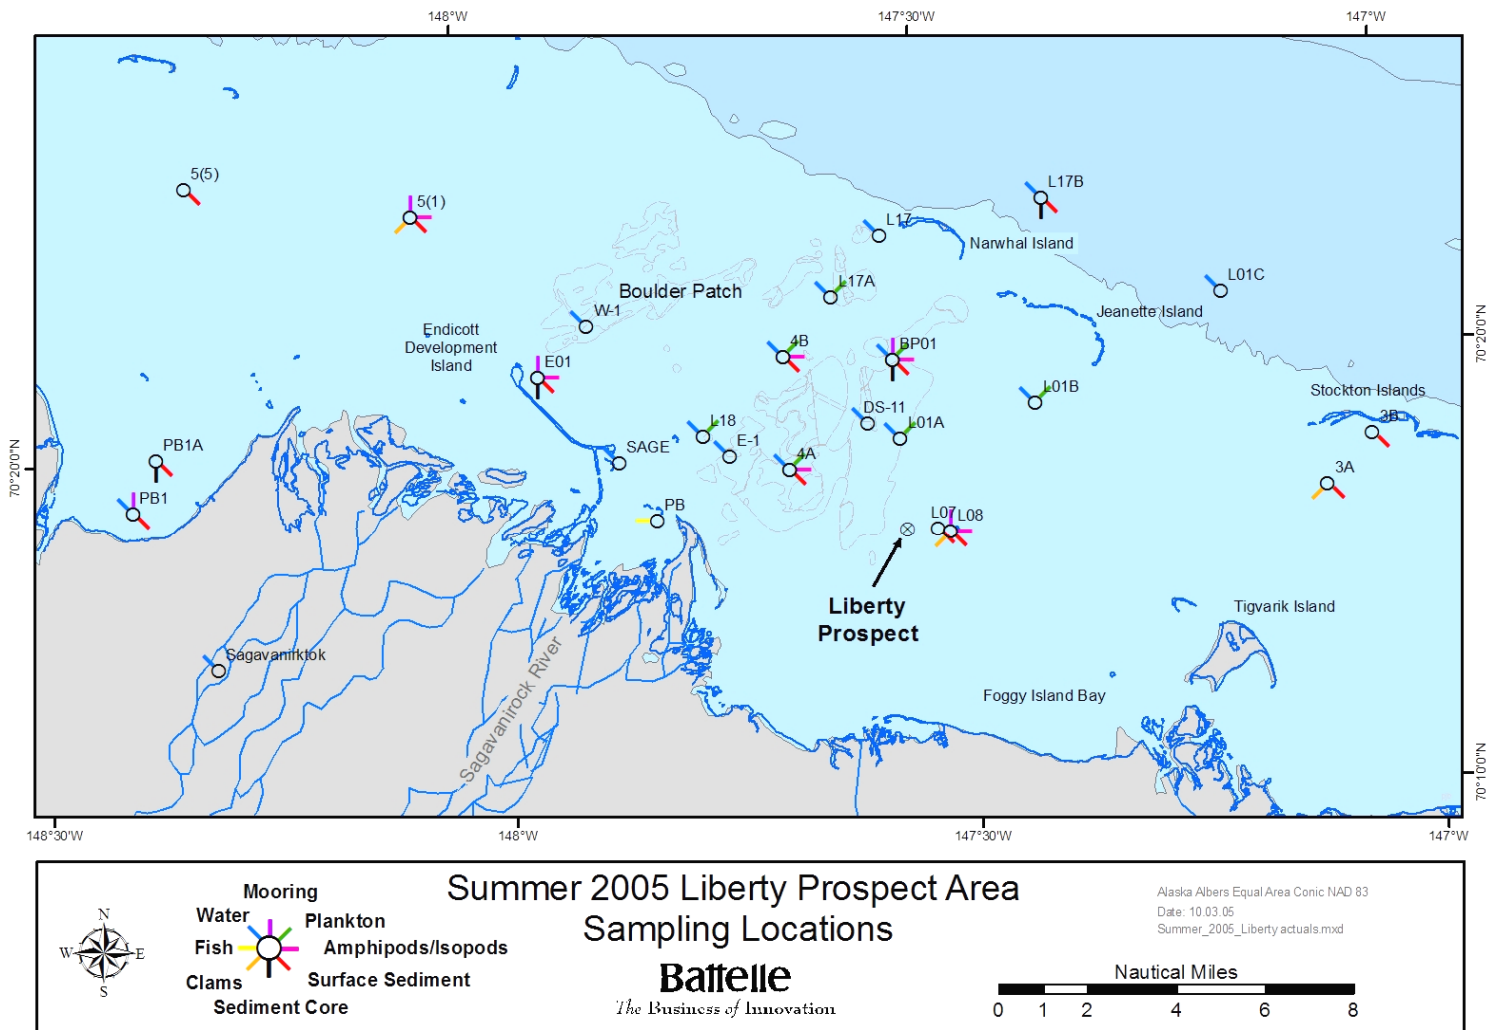 148°W
147°30'W
147°W
5(5)
5(1)
L17B
L17
Narwhal Island
L01C
L17A
Boulder Patch
W-1
Jeanette Island
70°20'0"N
Endicott
Development
Island
4B
BP01
E01
L01B
Stockton Islands
3B
DS-11
L01A
L18
E-1
SAGE
PB1A
70°20'0"N
4A
3A
PB1
PB
L07
L08
Liberty
Prospect
Tigvarik Island
Sagavanirktok
Sagavanirock River
Foggy Island Bay
70°10'0"N
148°30'W
148°W
147°30'W
147°W
Mooring
Water
Plankton
Fish
Amphipods/Isopods
Clams
Surface Sediment
Sediment Core
N
W
E
S
Summer 2005 Liberty Prospect Area
Sampling Locations
Battelle
The Business of Innovation
Alaska Albers Equal Area Conic NAD 83
Date: 10.03.05
Summer_2005_Liberty actuals.mxd
Nautical Miles
0 1 2 4 6 8